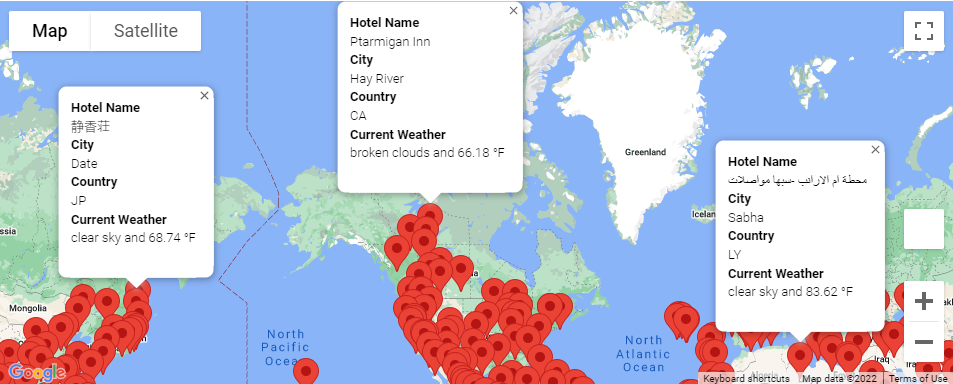 Map
Satellite
Hotel Name
静香荘
City
Date
Country
JP
Current Weather
clear sky and 68.74 °F
Hotel Name
Ptarmigan Inn
City
Hay River
Country
CA
Current Weather
broken clouds and 66.18 °F
Hotel Name
محطة ام الارانب -سبها مواصلات
City
Sabha
Country
LY
Current Weather
clear sky and 83.62 °F
Greenland
Mongolia
North
Pacific
Ocean
North
Atlantic
Iraq
Google
Keyboard shortcuts
Map data ©2022
Terms of Use